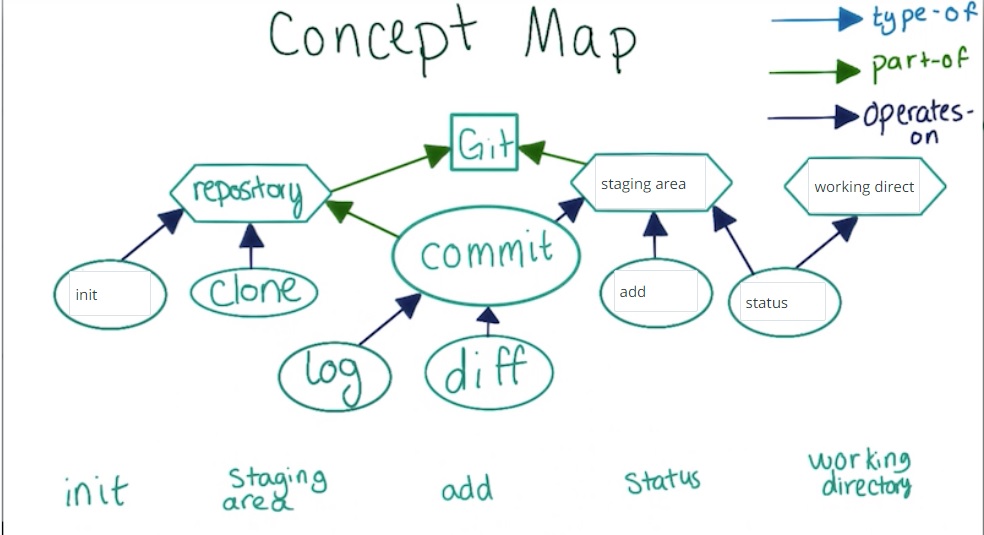 Concept Map
type-of
part-of
operates-
on
Git
repository
staging area
working direct
commit
init
clone
add
status
log
diff
init
Staging
area
add
Status
working
directory